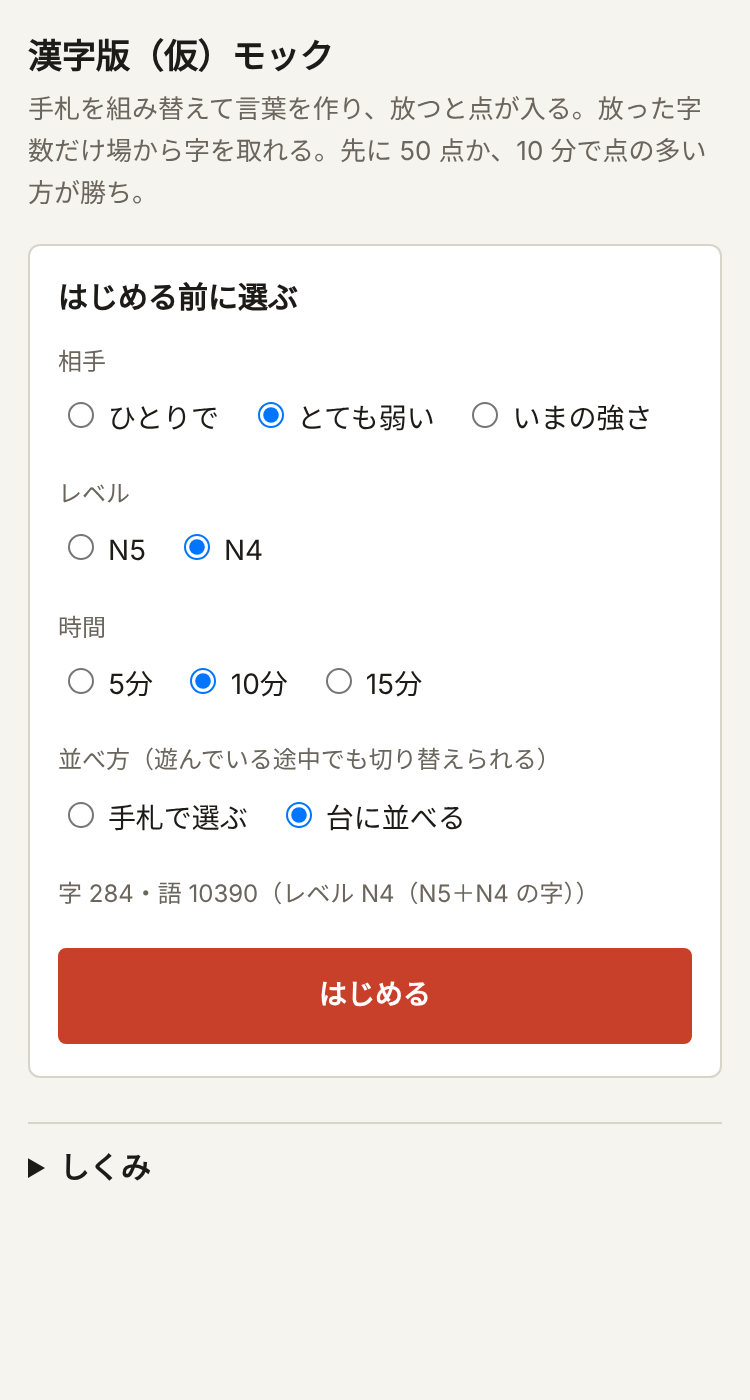 漢字版（仮）モック
手札を組み替えて言葉を作り、放つと点が入る。放った字
数だけ場から字を取れる。先に 50 点か、10 分で点の多い
方が勝ち。
はじめる前に選ぶ
相手
ひとりで とても弱い いまの強さ
レベル
N5 N4
時間
5分 10分 15分
並べ方（遊んでいる途中でも切り替えられる）
手札で選ぶ 台に並べる
字 284・語 10390（レベル N4（N5＋N4 の字））
はじめる
しくみ